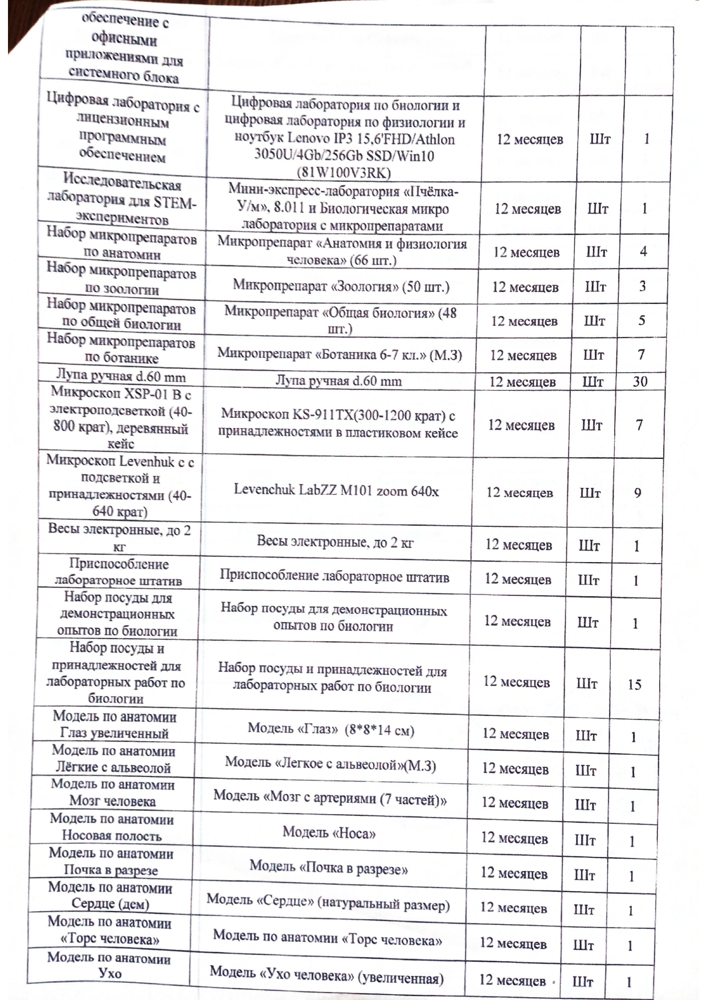 обеспечение с
офисными
приложениями для
системного блока
Цифровая лаборатория с
лицензионным
программным
обеспечением
Цифровая лаборатория по биологии и
цифровая лаборатория по физиологии и
ноутбук Lenovo IP3 15,6'FHD/Athlon
3050U/4Gb/256Gb SSD/Win10
(81W100V3RK)
12 месяцев
Шт
1
Исследовательская
лаборатория для STEM-
экспериментов
Мини-экспресс-лаборатория «Пчёлка-
У/м», 8.011 и Биологическая микро
лаборатория с микропрепаратами
12 месяцев
Шт
1
Набор микропрепаратов
по анатомии
Микропрепарат «Анатомия и физиология
человека» (66 шт.)
12 месяцев
Шт
4
Набор микропрепаратов
по зоологии
Микропрепарат «Зоология» (50 шт.)
12 месяцев
Шт
3
Набор микропрепаратов
по общей биологии
Микропрепарат «Общая биология» (48
шт.)
12 месяцев
Шт
5
Набор микропрепаратов
по ботанике
Микропрепарат «Ботаника 6-7 кл.» (М.З)
12 месяцев
Шт
7
Лупа ручная d.60 mm
Лупа ручная d.60 mm
12 месяцев
Шт
30
Микроскоп XSP-01 В с
электроподсветкой (40-
800 крат), деревянный
кейс
Микроскоп KS-911TX(300-1200 крат) с
принадлежностями в пластиковом кейсе
12 месяцев
Шт
7
Микроскоп Levenhuk с с
подсветкой и
принадлежностями (40-
640 крат)
Levenchuk LabZZ M101 zoom 640x
12 месяцев
Шт
9
Весы электронные, до 2
кг
Весы электронные, до 2 кг
12 месяцев
Шт
1
Приспособление
лабораторное штатив
Приспособление лабораторное штатив
12 месяцев
Шт
1
Набор посуды для
демонстрационных
опытов по биологии
Набор посуды для демонстрационных
опытов по биологии
12 месяцев
Шт
1
Набор посуды и
принадлежностей для
лабораторных работ по
биологии
Набор посуды и принадлежностей для
лабораторных работ по биологии
12 месяцев
Шт
15
Модель по анатомии
Глаз увеличенный
Модель «Глаз» (8*8*14 см)
12 месяцев
Шт
1
Модель по анатомии
Лёгкие с альвеолой
Модель «Легкое с альвеолой»(М.З)
12 месяцев
Шт
1
Модель по анатомии
Мозг человека
Модель «Мозг с артериями (7 частей)»
12 месяцев
Шт
1
Модель по анатомии
Носовая полость
Модель «Носа»
12 месяцев
Шт
1
Модель по анатомии
Почка в разрезе
Модель «Почка в разрезе»
12 месяцев
Шт
1
Модель по анатомии
Сердце (дем)
Модель «Сердце» (натуральный размер)
12 месяцев
Шт
1
Модель по анатомии
«Торс человека»
Модель по анатомии «Торс человека»
12 месяцев
Шт
1
Модель по анатомии
Ухо
Модель «Ухо человека» (увеличенная)
12 месяцев
Шт
1